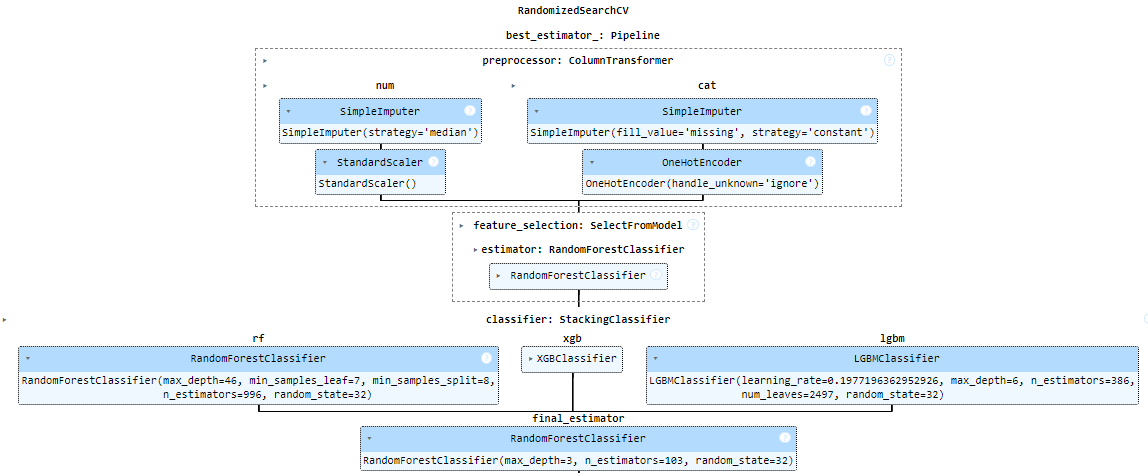 RandomizedSearchCV
best_estimator_: Pipeline
preprocessor: ColumnTransformer
?
num
cat
SimpleImputer ?
SimpleImputer ?
SimpleImputer(strategy='median')
SimpleImputer(fill_value='missing', strategy='constant')
StandardScaler ?
OneHotEncoder ?
StandardScaler()
OneHotEncoder(handle_unknown='ignore')
feature_selection: SelectFromModel ?
estimator: RandomForestClassifier
RandomForestClassifier ?
classifier: StackingClassifier
rf
xgb
lgbm
RandomForestClassifier ?
XGBClassifier
LGBMClassifier
RandomForestClassifier(max_depth=46, min_samples_leaf=7, min_samples_split=8,
n_estimators=996, random_state=32)
LGBMClassifier(learning_rate=0.1977196362952926, max_depth=6, n_estimators=386,
num_leaves=2497, random_state=32)
final_estimator
RandomForestClassifier ?
RandomForestClassifier(max_depth=3, n_estimators=103, random_state=32)